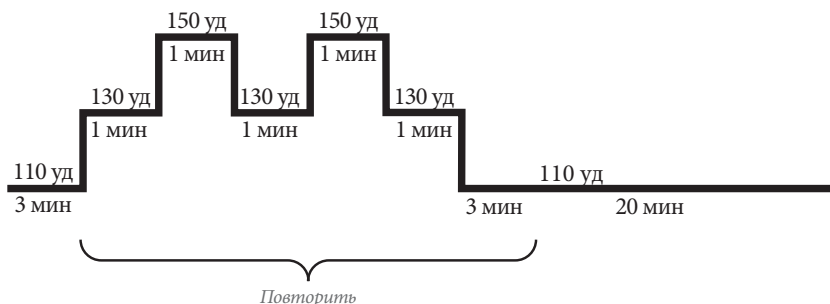 150 уд 150 уд
1 мин 1 мин
130 уд 130 уд 130 уд
1 мин 1 мин 1 мин
110 уд 110 уд
3 мин 3 мин 20 мин
Повторить